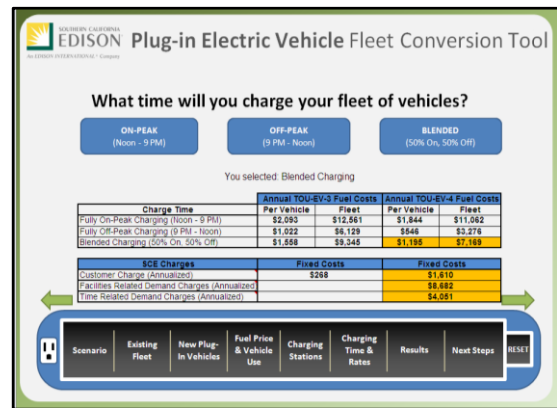 SOUTHERN CALIFORNIA
EDISON
An EDISON INTERNATIONAL® Company
Plug-in Electric Vehicle Fleet Conversion Tool
What time will you charge your fleet of vehicles?
ON-PEAK
(Noon - 9 PM)
OFF-PEAK
(9 PM - Noon)
BLENDED
(50% On, 50% Off)
You selected: Blended Charging
Annual TOU-EV-3 Fuel Costs Annual TOU-EV-4 Fuel Costs
Charge Time Per Vehicle Fleet Per Vehicle Fleet
Fully On-Peak Charging (Noon - 9 PM) $2,093 $12,561 $1,844 $11,062
Fully Off-Peak Charging (9 PM - Noon) $1,022 $6,129 $546 $3,276
Blended Charging (50% On, 50% Off) $1,558 $9,345 $1,195 $7,169
SCE Charges Fixed Costs Fixed Costs
Customer Charge (Annualized) $268 $1,610
Facilities Related Demand Charges (Annualized) $8,682
Time Related Demand Charges (Annualized) $4,051
Scenario
Existing
Fleet
New Plug-
In Vehicles
Fuel Price
& Vehicle
Use
Charging
Stations
Charging
Time &
Rates
Results
Next Steps
RESET